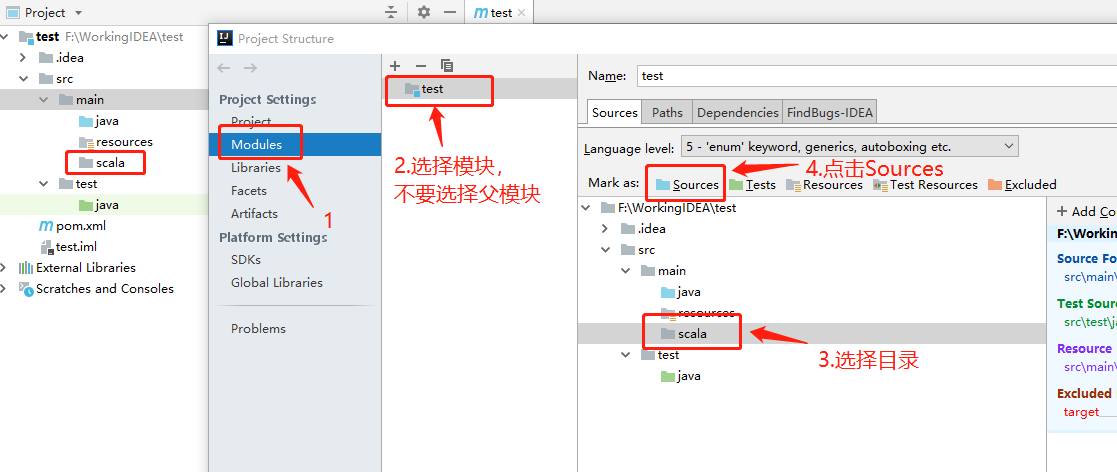 Project
test
test F:\WorkingIDEA\test
.idea
src
main
java
resources
scala
test
java
pom.xml
test.iml
External Libraries
Scratches and Consoles
Project Structure
Project Settings
Project
Modules
Libraries
Facets
Artifacts
Platform Settings
SDKs
Global Libraries
Problems
1
test
2.选择模块，
不要选择父模块
Name: test
Sources Paths Dependencies FindBugs-IDEA
Language level: 5 - 'enum' keyword, generics, autoboxing etc.
4.点击Sources
Mark as: Sources Tests Resources Test Resources Excluded
F:\WorkingIDEA\test
.idea
src
main
java
resources
scala
3.选择目录
test
java
+ Add Co
F:\Working
Source Fo
src\main\
Test Sourc
src\test\ja
Resource
src\main\
Excluded
target